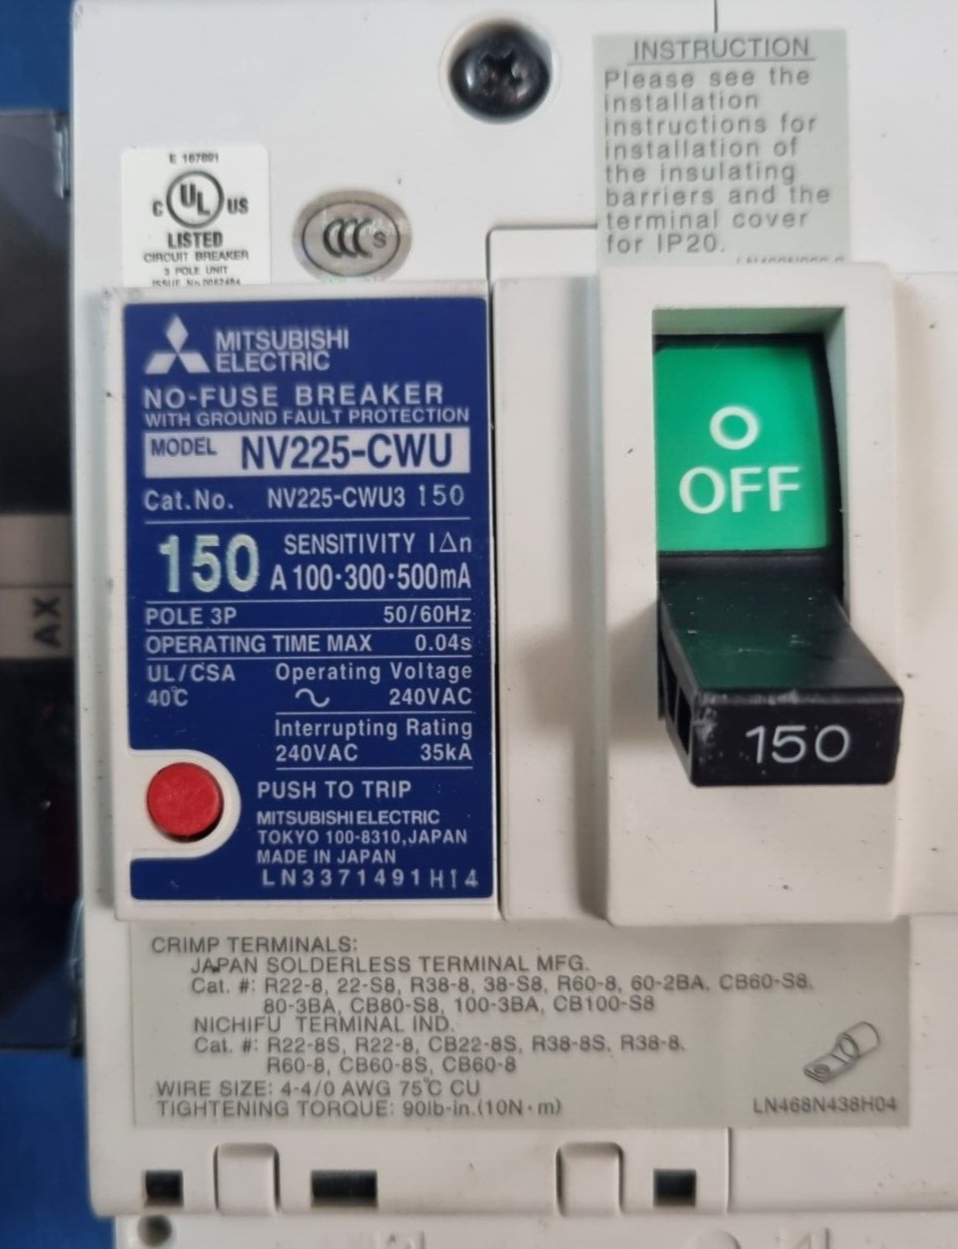 INSTRUCTION
Please see the
installation
instructions for
installation of
the insulating
barriers and the
terminal cover
for IP20.
E 167691
C UL US
LISTED
CIRCUIT BREAKER
3 POLE UNIT
CCC S
MITSUBISHI
ELECTRIC
NO-FUSE BREAKER
WITH GROUND FAULT PROTECTION
MODEL NV225-CWU
Cat.No. NV225-CWU3 150
150 A
SENSITIVITY I△n
100·300·500mA
POLE 3P 50/60Hz
OPERATING TIME MAX 0.04s
UL/CSA Operating Voltage
40℃ 240VAC
Interrupting Rating
240VAC 35kA
PUSH TO TRIP
MITSUBISHI ELECTRIC
TOKYO 100-8310,JAPAN
MADE IN JAPAN
LN3371491H14
O
OFF
150
AX
CRIMP TERMINALS:
JAPAN SOLDERLESS TERMINAL MFG.
Cat. #: R22-8, 22-S8, R38-8, 38-S8, R60-8, 60-2BA, CB60-S8,
80-3BA, CB80-S8, 100-3BA, CB100-S8
NICHIFU TERMINAL IND.
Cat. #: R22-8S, R22-8, CB22-8S, R38-8S, R38-8,
R60-8, CB60-8S, CB60-8
WIRE SIZE: 4-4/0 AWG 75℃ CU
TIGHTENING TORQUE: 90lb-in.(10N·m)
LN468N438H04